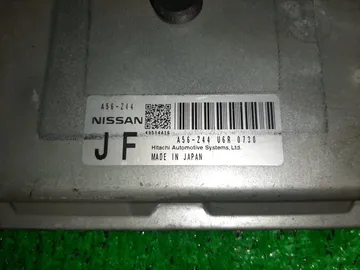 A56-Z44
NISSAN
JF
A56-Z44 U6R 0730
Hitachi Automotive Systems, Ltd.
MADE IN JAPAN